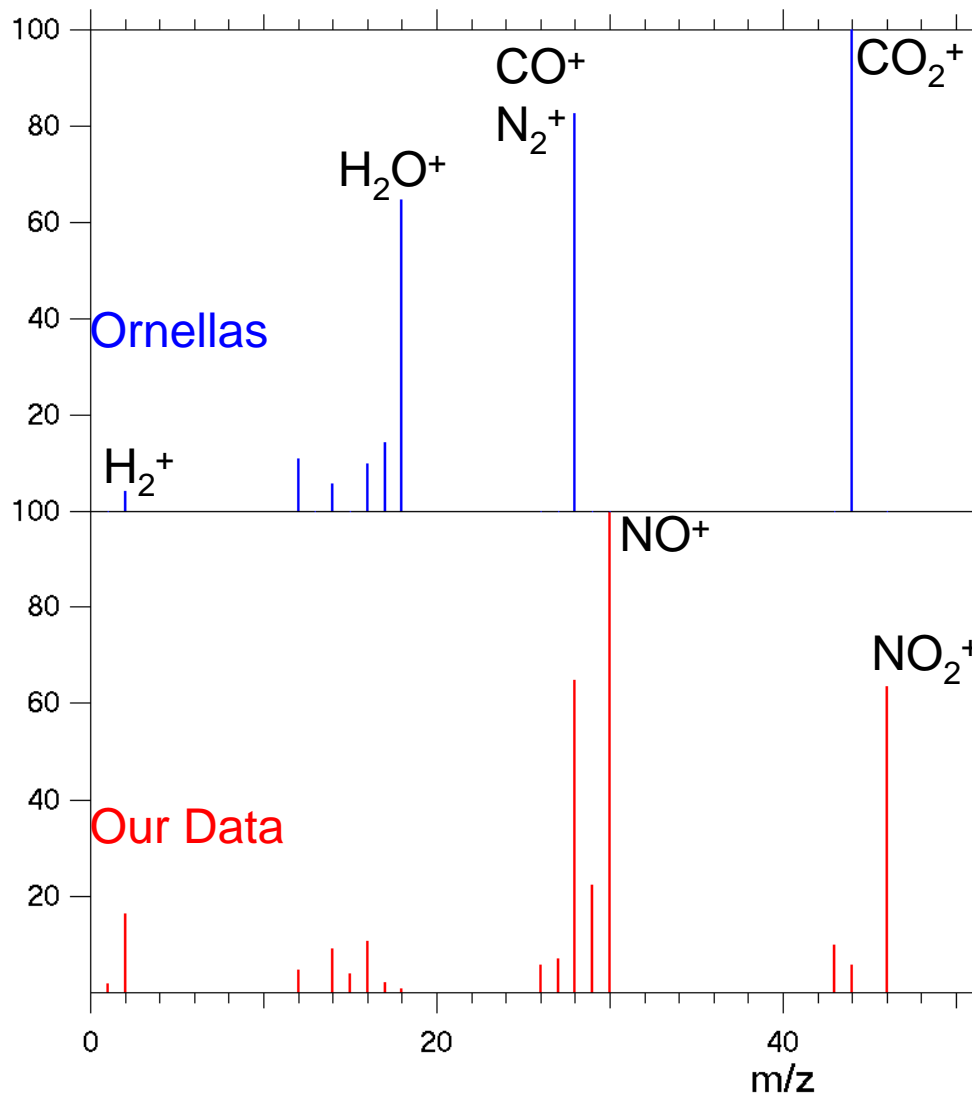 100
CO⁺
CO₂⁺
80
N₂⁺
H₂O⁺
60
40
Ornellas
20
H₂⁺
100
NO⁺
80
NO₂⁺
60
40
Our Data
20
0 20 40
m/z